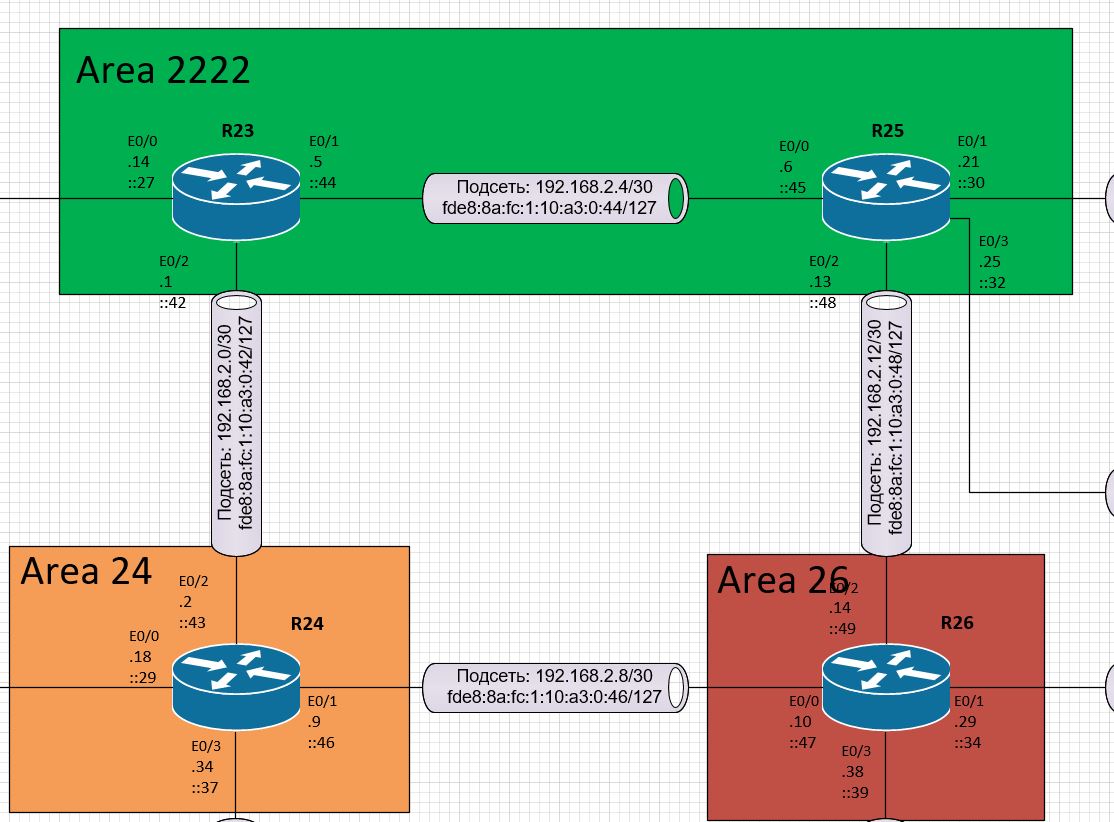 Area 2222
R23
E0/0
.14
::27
E0/1
.5
::44
Подсеть: 192.168.2.4/30
fde8:8a:fc:1:10:a3:0:44/127
R25
E0/0
.6
::45
E0/1
.21
::30
E0/2
.1
::42
E0/2
.13
::48
E0/3
.25
::32
Подсеть: 192.168.2.0/30
fde8:8a:fc:1:10:a3:0:42/127
Подсеть: 192.168.2.12/30
fde8:8a:fc:1:10:a3:0:48/127
Area 24
E0/2
.2
::43
R24
E0/0
.18
::29
E0/1
.9
::46
E0/3
.34
::37
Подсеть: 192.168.2.8/30
fde8:8a:fc:1:10:a3:0:46/127
Area 26
E0/2
.14
::49
R26
E0/0
.10
::47
E0/1
.29
::34
E0/3
.38
::39